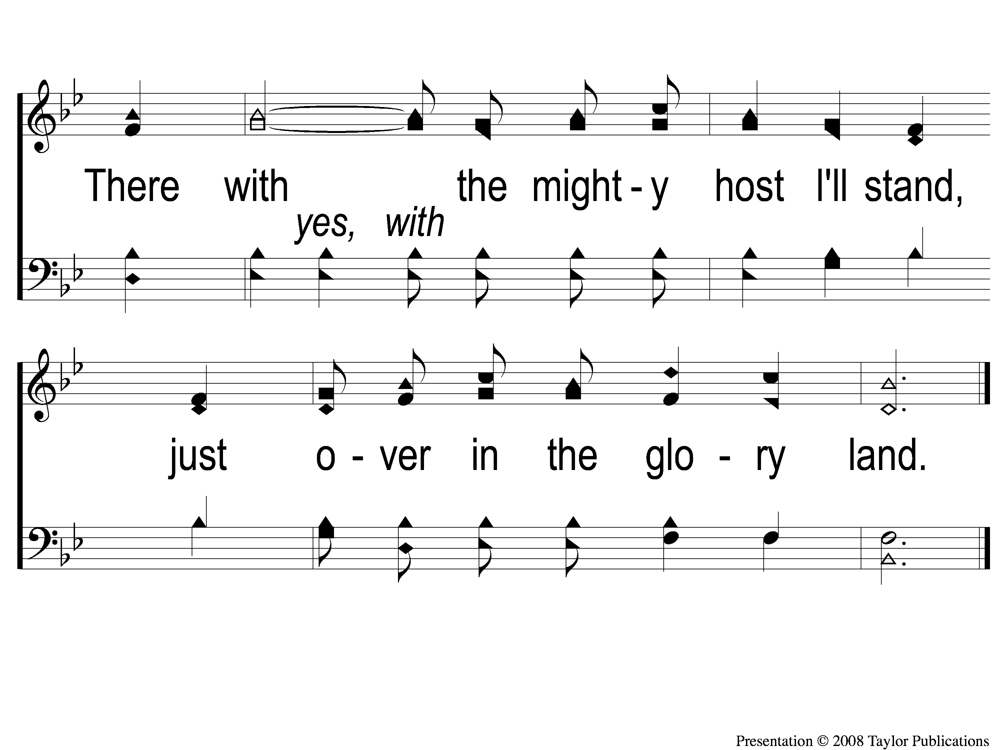 There with the might - y host I'll stand,
yes, with
just o - ver in the glo - ry land.
Presentation © 2008 Taylor Publications